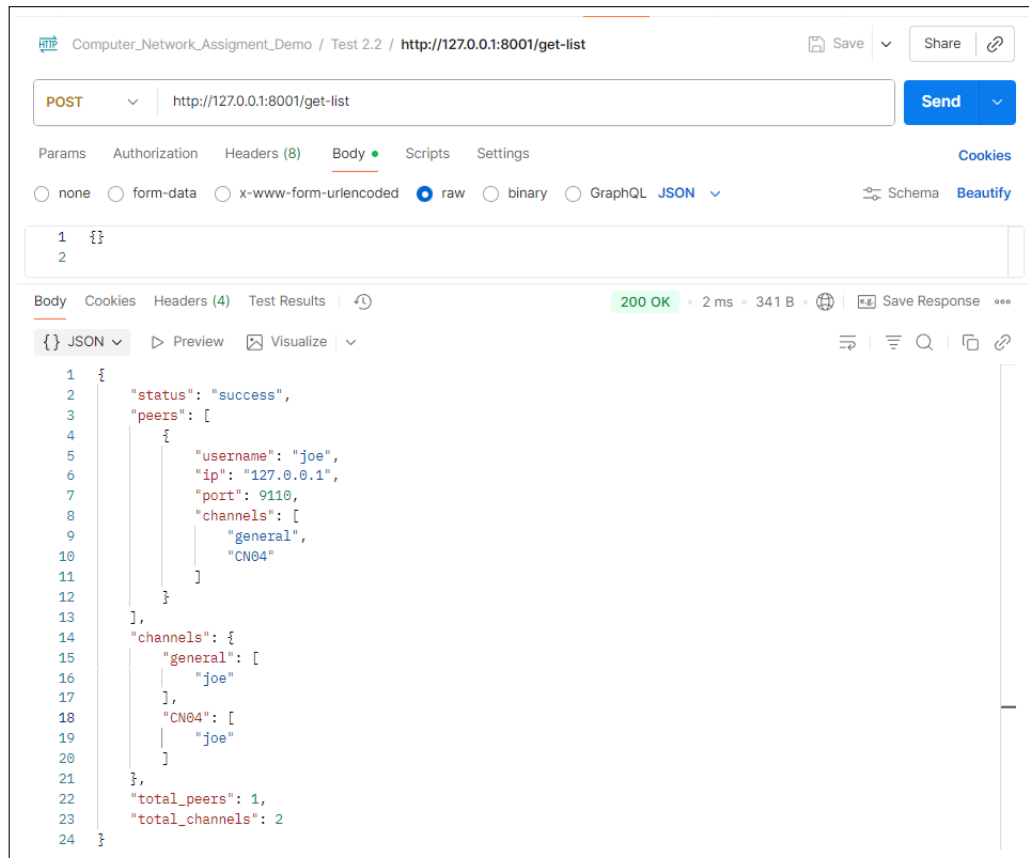 HTTP Computer_Network_Assigment_Demo / Test 2.2 / http://127.0.0.1:8001/get-list Save Share
POST http://127.0.0.1:8001/get-list Send
Params Authorization Headers (8) Body Scripts Settings Cookies
none form-data x-www-form-urlencoded raw binary GraphQL JSON Schema Beautify
1 {}
2
Body Cookies Headers (4) Test Results 200 OK 2 ms 341 B e.g. Save Response
{} JSON Preview Visualize
1 {
2 "status": "success",
3 "peers": [
4 {
5 "username": "joe",
6 "ip": "127.0.0.1",
7 "port": 9110,
8 "channels": [
9 "general",
10 "CN04"
11 ]
12 }
13 ],
14 "channels": {
15 "general": [
16 "joe"
17 ],
18 "CN04": [
19 "joe"
20 ]
21 },
22 "total_peers": 1,
23 "total_channels": 2
24 }